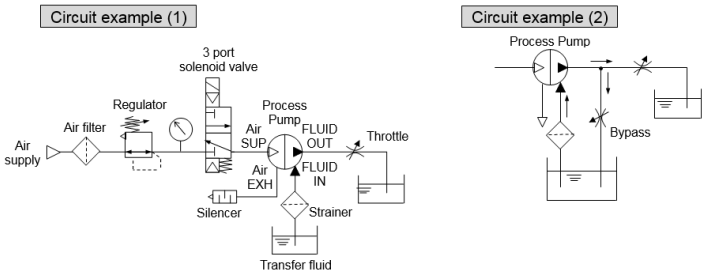 Circuit example (1)
Circuit example (2)
3 port
solenoid valve
Regulator
Process
Pump
Air filter
Air
supply
Air
SUP
FLUID
OUT
Throttle
Air
EXH
FLUID
IN
Silencer
Strainer
Transfer fluid
Process Pump
Bypass